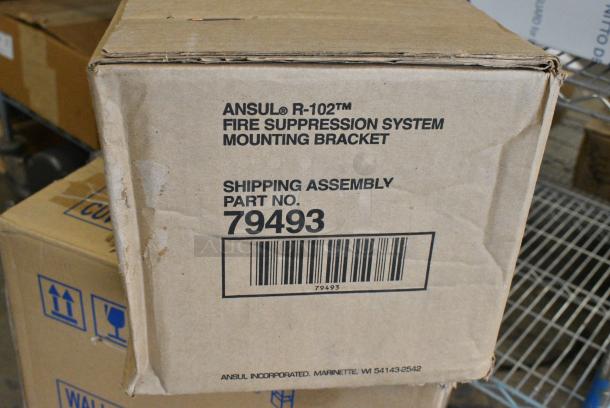 ANSUL® R-102™
FIRE SUPPRESSION SYSTEM
MOUNTING BRACKET
SHIPPING ASSEMBLY
PART NO.
79493
79493
ANSUL INCORPORATED, MARINETTE, WI 54143-2542
WALL